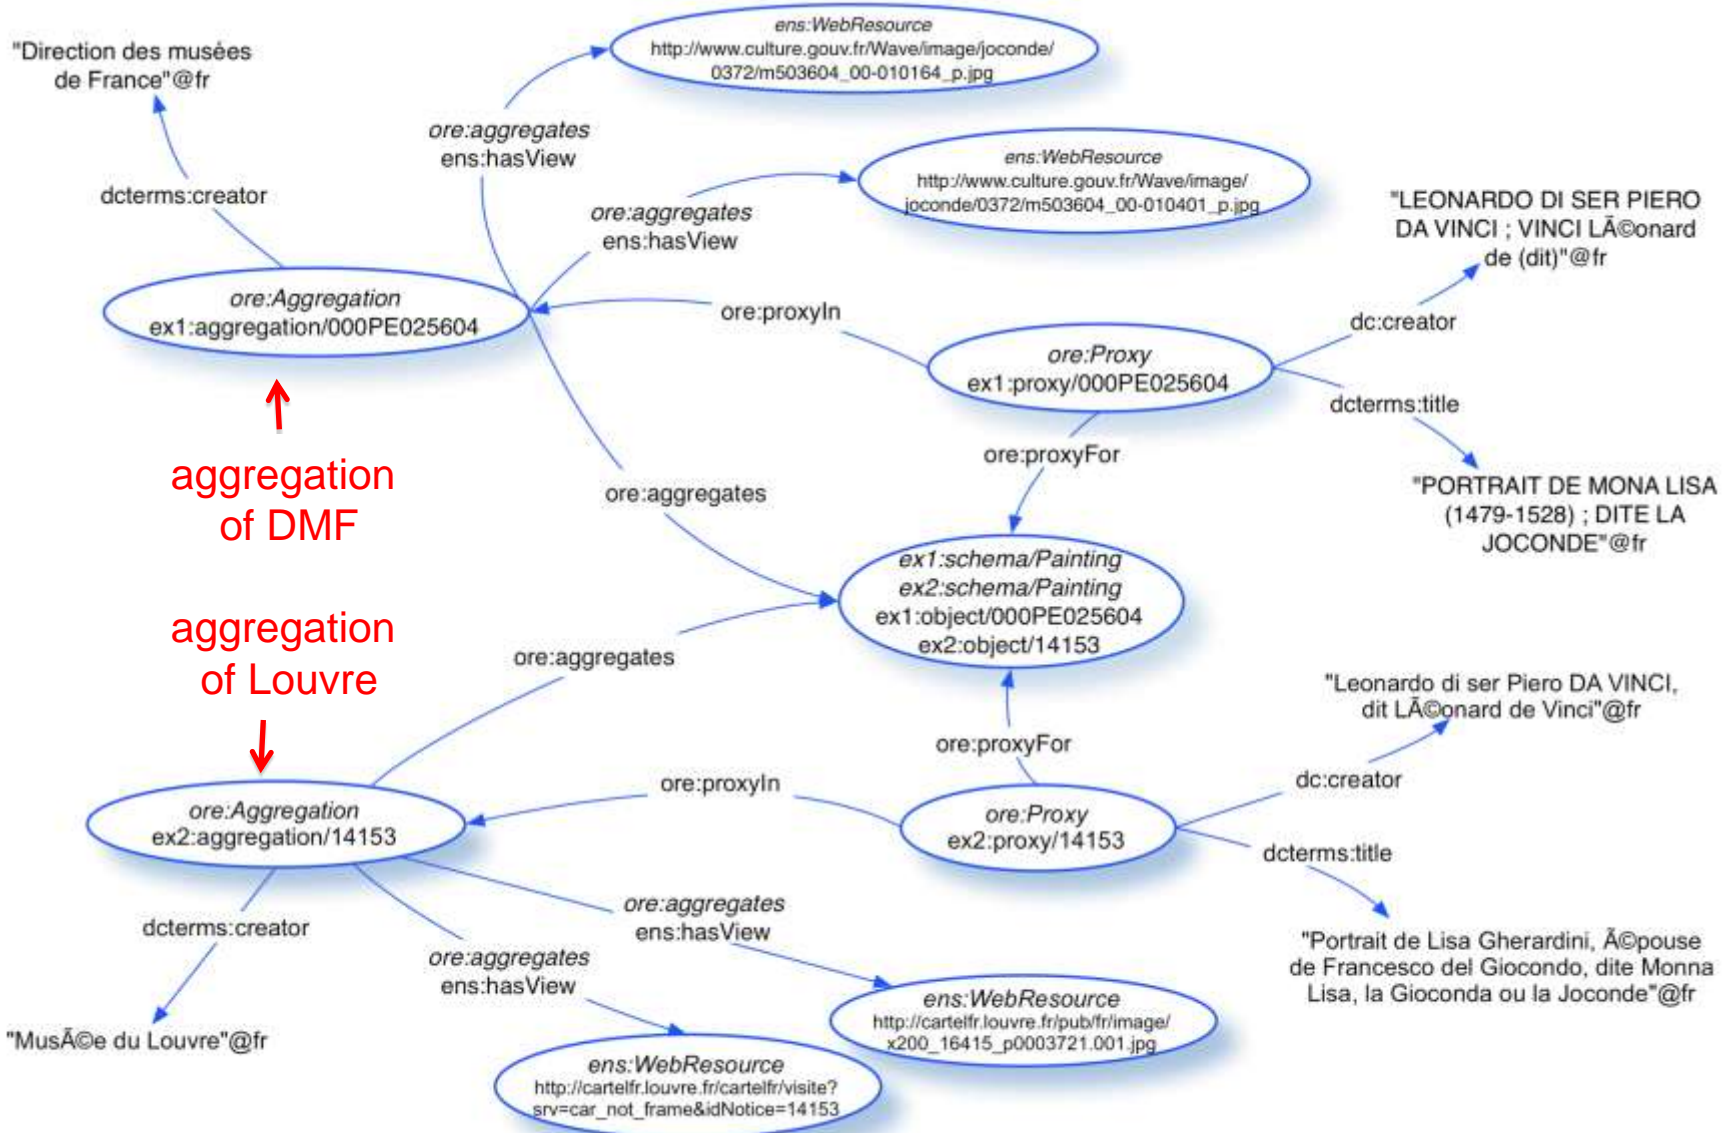 "Direction des musées
de France"@fr
dcterms:creator
ens:WebResource
http://www.culture.gouv.fr/Wave/image/joconde/
0372/m503604_00-010164_p.jpg
ore:aggregates
ens:hasView
ens:WebResource
http://www.culture.gouv.fr/Wave/image/
joconde/0372/m503604_00-010401_p.jpg
ore:aggregates
ens:hasView
"LEONARDO DI SER PIERO
DA VINCI ; VINCI LÃ©onard
de (dit)"@fr
ore:Aggregation
ex1:aggregation/000PE025604
ore:proxyIn
dc:creator
ore:Proxy
ex1:proxy/000PE025604
dcterms:title
aggregation
of DMF
ore:proxyFor
ore:aggregates
"PORTRAIT DE MONA LISA
(1479-1528) ; DITE LA
JOCONDE"@fr
ex1:schema/Painting
ex2:schema/Painting
ex1:object/000PE025604
ex2:object/14153
aggregation
of Louvre
ore:aggregates
"Leonardo di ser Piero DA VINCI,
dit LÃ©onard de Vinci"@fr
ore:proxyFor
ore:proxyIn
dc:creator
ore:Aggregation
ex2:aggregation/14153
ore:Proxy
ex2:proxy/14153
dcterms:title
dcterms:creator
ore:aggregates
ens:hasView
ore:aggregates
ens:hasView
"Portrait de Lisa Gherardini, Ã©pouse
de Francesco del Giocondo, dite Monna
Lisa, la Gioconda ou la Joconde"@fr
"MusÃ©e du Louvre"@fr
ens:WebResource
http://cartelfr.louvre.fr/pub/fr/image/
x200_16415_p0003721.001.jpg
ens:WebResource
http://cartelfr.louvre.fr/cartelfr/visite?
srv=car_not_frame&idNotice=14153